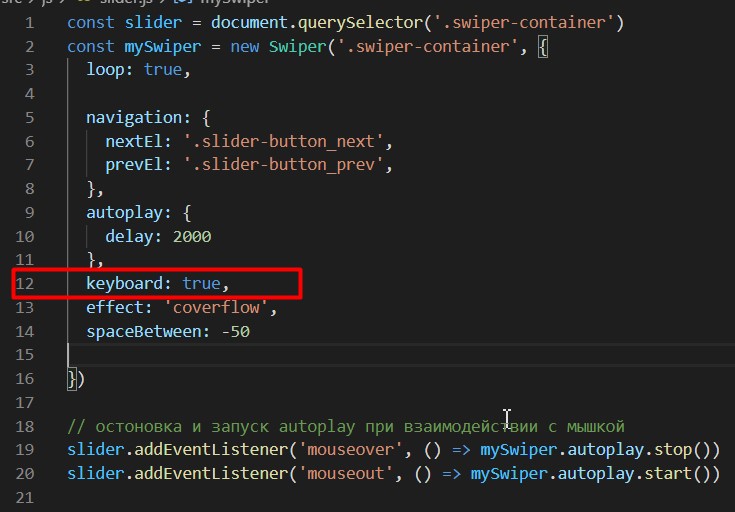 src > js > slider.js > mySwiper
1 const slider = document.querySelector('.swiper-container')
2 const mySwiper = new Swiper('.swiper-container', {
3 loop: true,
4
5 navigation: {
6 nextEl: '.slider-button_next',
7 prevEl: '.slider-button_prev',
8 },
9 autoplay: {
10 delay: 2000
11 },
12 keyboard: true,
13 effect: 'coverflow',
14 spaceBetween: -50
15
16 })
17
18 // остоновка и запуск autoplay при взаимодействии с мышкой
19 slider.addEventListener('mouseover', () => mySwiper.autoplay.stop())
20 slider.addEventListener('mouseout', () => mySwiper.autoplay.start())
21